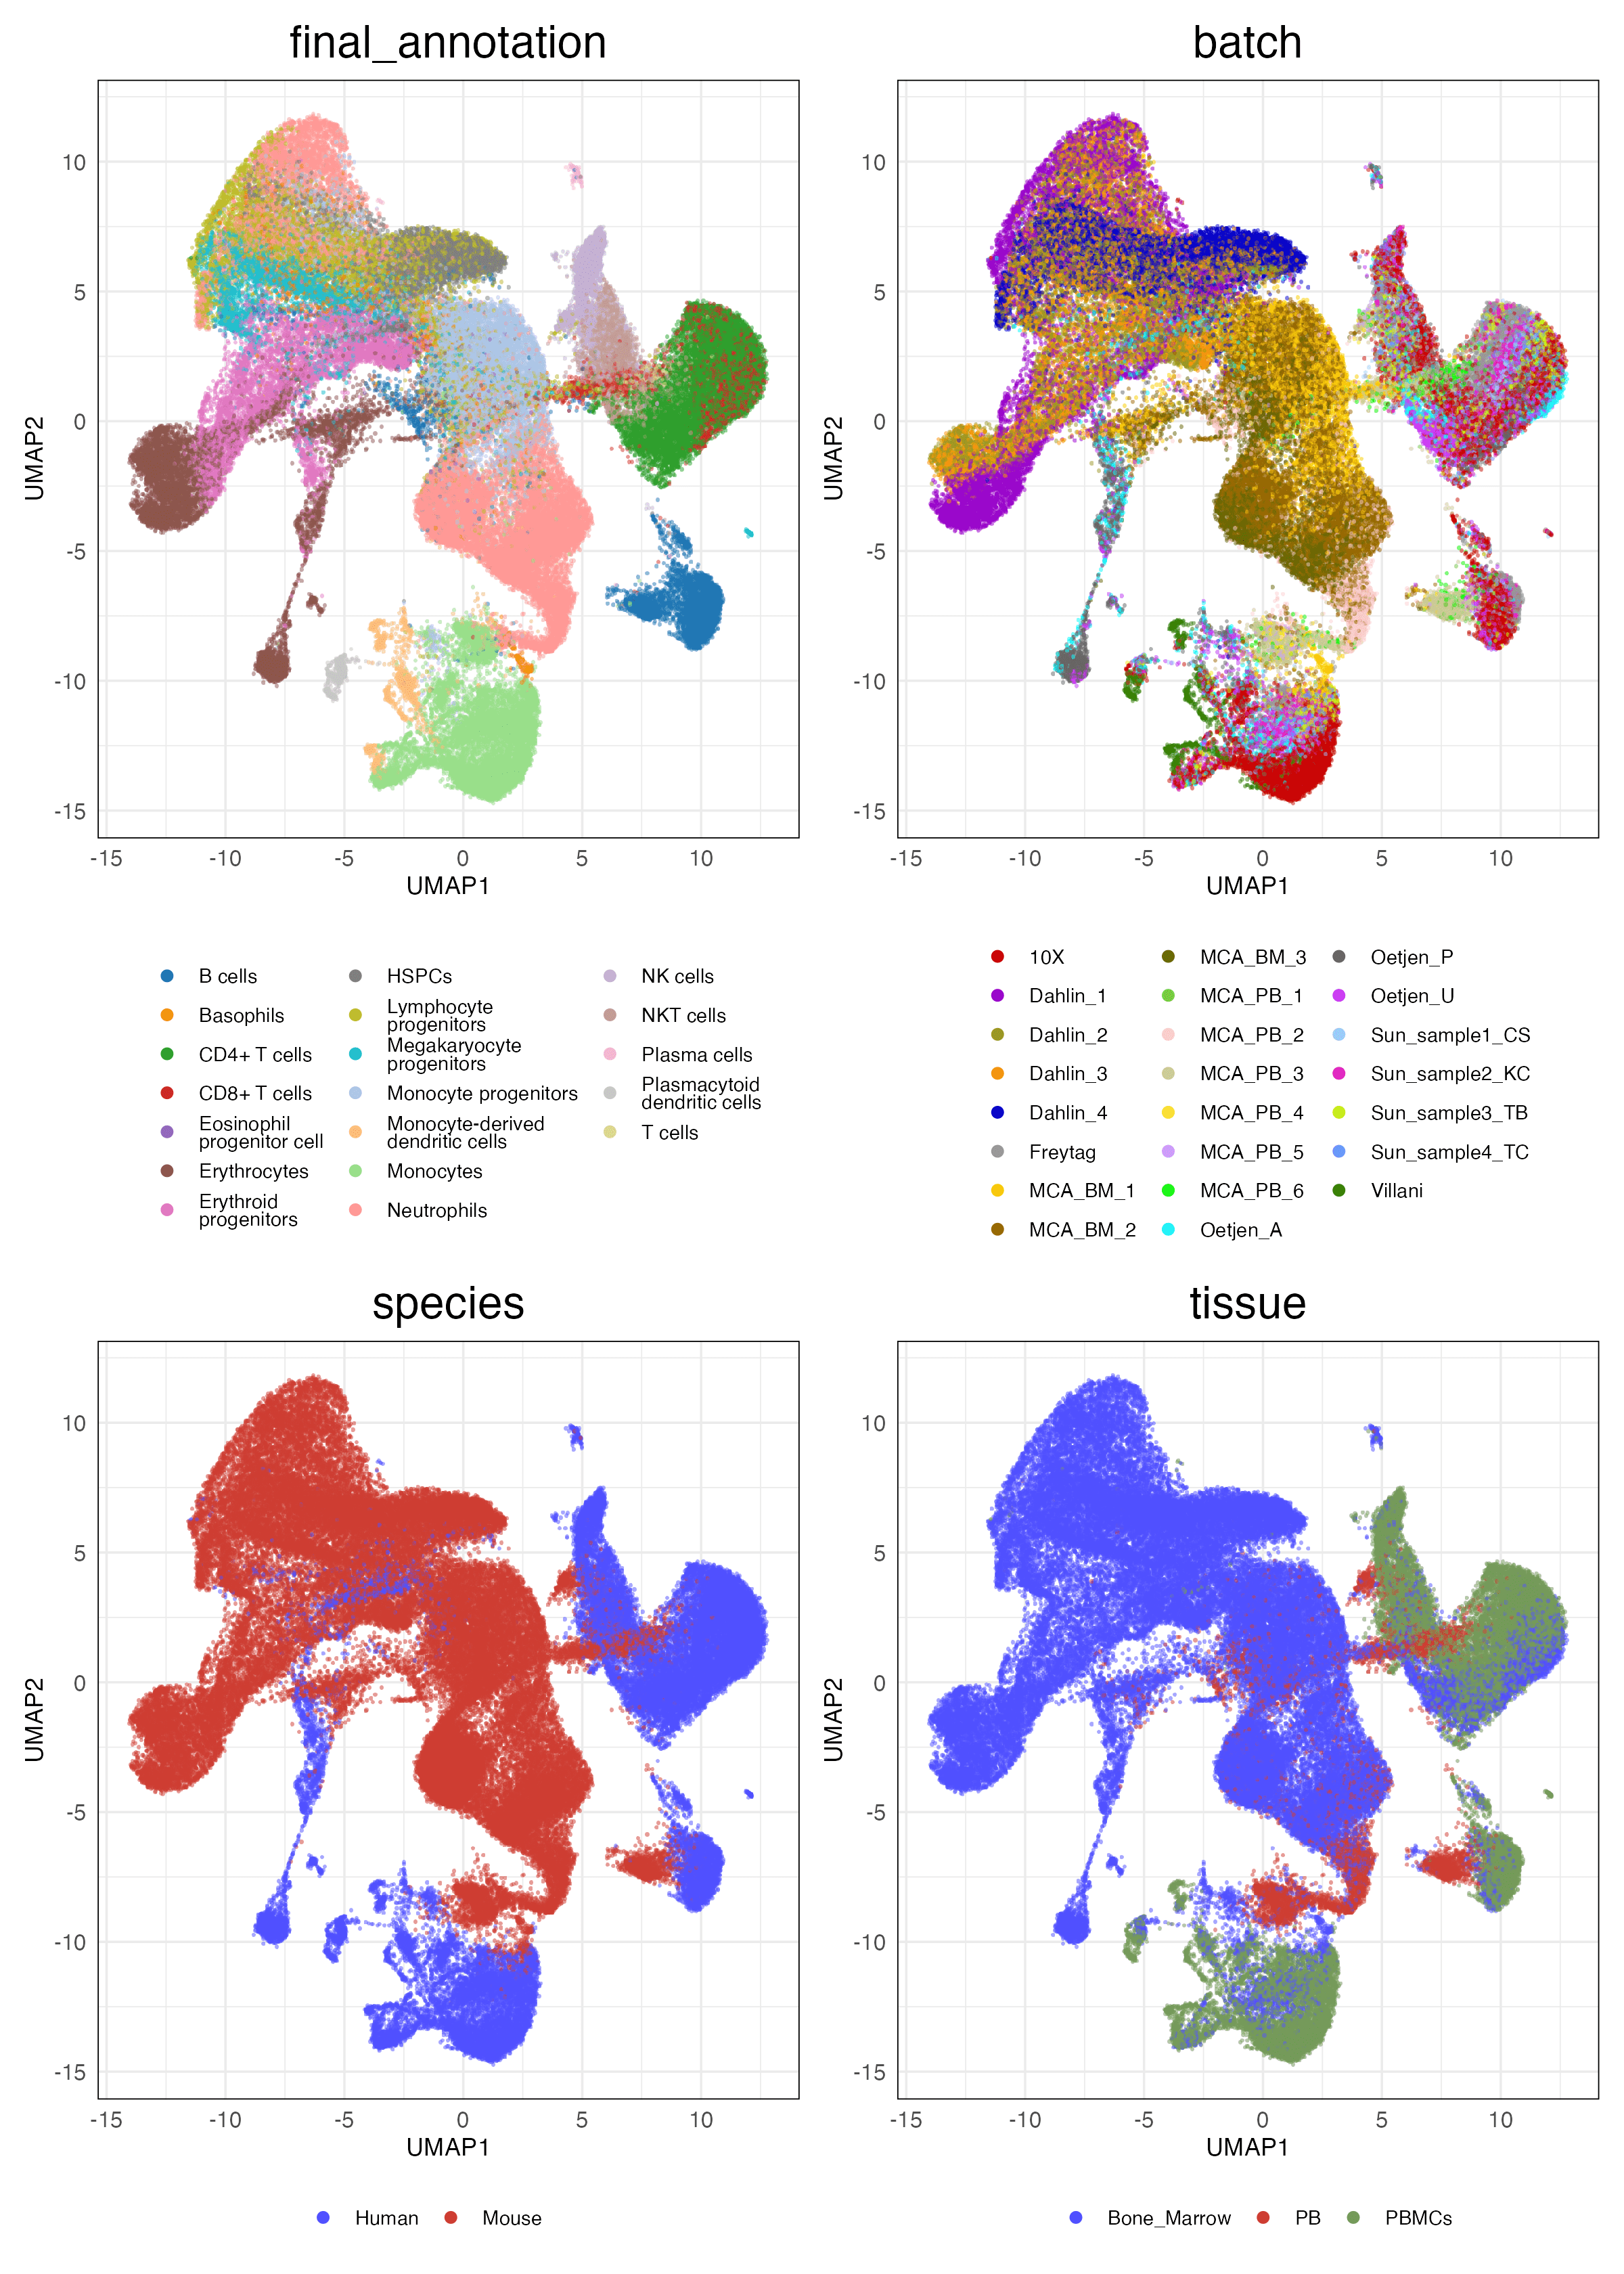 final_annotation
batch
10
5
0
-5
-10
-15
UMAP2
-15
-10
-5
0
5
10
UMAP1
10
5
0
-5
-10
-15
UMAP2
-15
-10
-5
0
5
10
UMAP1
B cells
Basophils
CD4+ T cells
CD8+ T cells
Eosinophil
progenitor cell
Erythrocytes
Erythroid
progenitors
HSPCs
Lymphocyte
progenitors
Megakaryocyte
progenitors
Monocyte progenitors
Monocyte-derived
dendritic cells
Monocytes
Neutrophils
NK cells
NKT cells
Plasma cells
Plasmacytoid
dendritic cells
T cells
10X
Dahlin_1
Dahlin_2
Dahlin_3
Dahlin_4
Freytag
MCA_BM_1
MCA_BM_2
MCA_BM_3
MCA_PB_1
MCA_PB_2
MCA_PB_3
MCA_PB_4
MCA_PB_5
MCA_PB_6
Oetjen_A
Oetjen_P
Oetjen_U
Sun_sample1_CS
Sun_sample2_KC
Sun_sample3_TB
Sun_sample4_TC
Villani
species
tissue
10
5
0
-5
-10
-15
UMAP2
-15
-10
-5
0
5
10
UMAP1
10
5
0
-5
-10
-15
UMAP2
-15
-10
-5
0
5
10
UMAP1
Human
Mouse
Bone_Marrow
PB
PBMCs